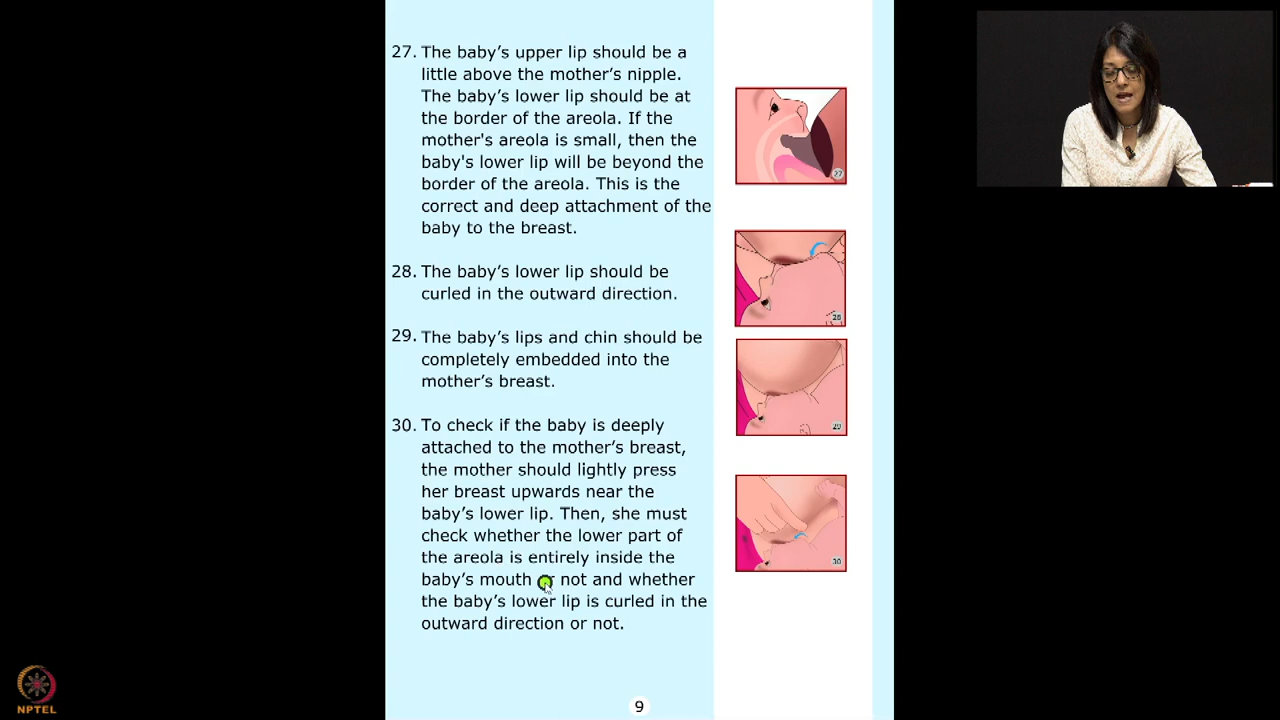 27. The baby's upper lip should be a
little above the mother's nipple.
The baby's lower lip should be at
the border of the areola. If the
mother's areola is small, then the
baby's lower lip will be beyond the
border of the areola. This is the
correct and deep attachment of the
baby to the breast.
27
28. The baby's lower lip should be
curled in the outward direction.
28
29. The baby's lips and chin should be
completely embedded into the
mother's breast.
29
30. To check if the baby is deeply
attached to the mother's breast,
the mother should lightly press
her breast upwards near the
baby's lower lip. Then, she must
check whether the lower part of
the areola is entirely inside the
baby's mouth or not and whether
the baby's lower lip is curled in the
outward direction or not.
30
9
NPTEL